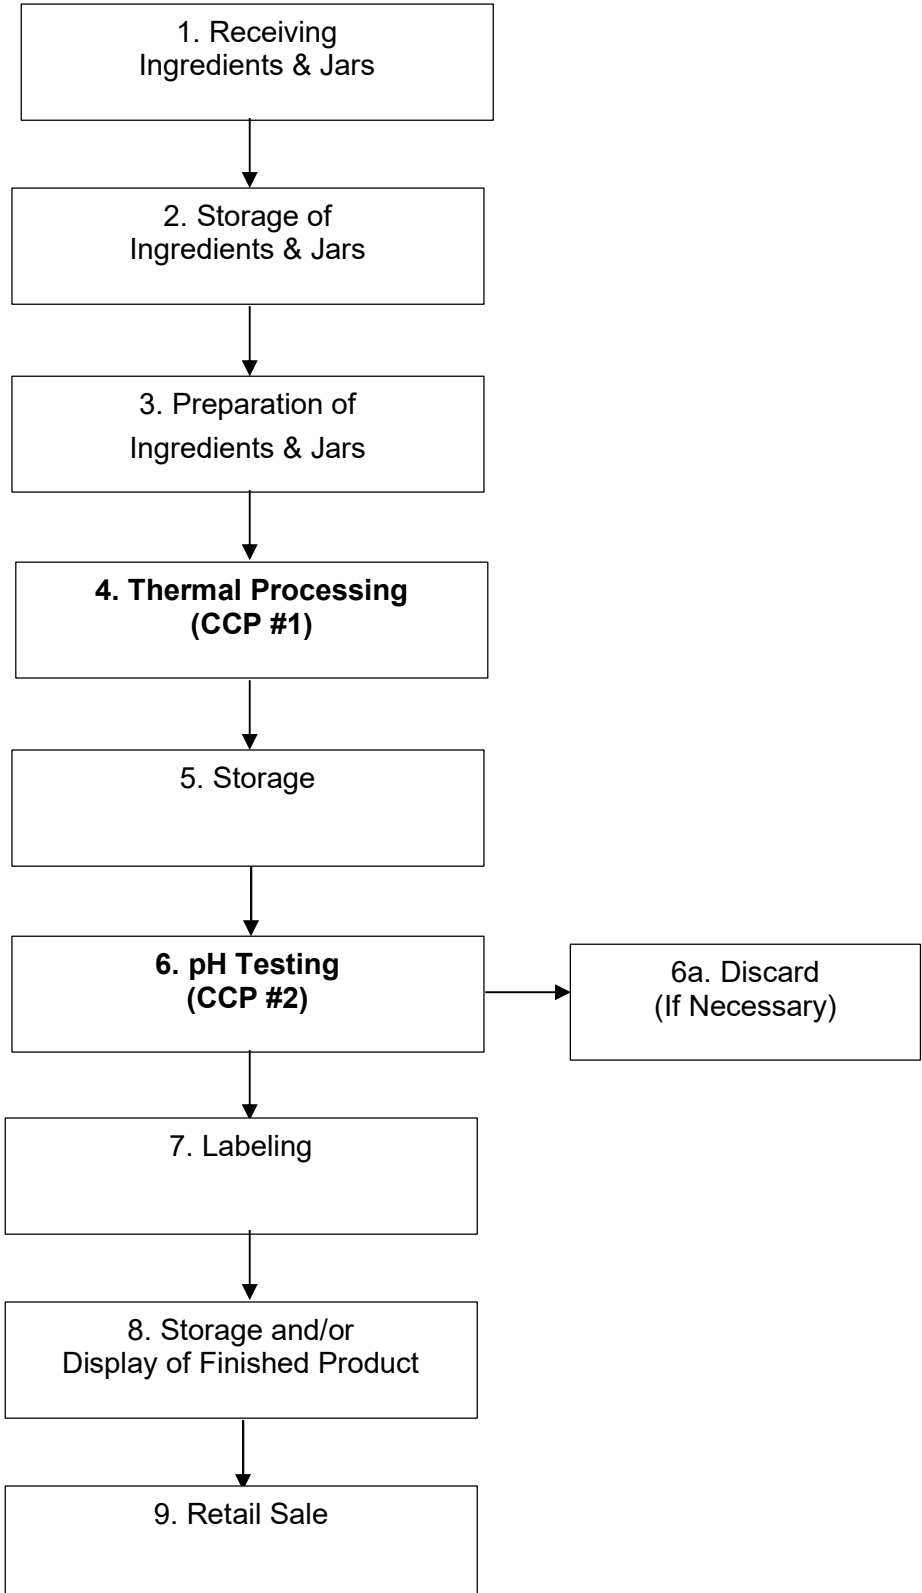 1. Receiving
Ingredients & Jars
2. Storage of
Ingredients & Jars
3. Preparation of
Ingredients & Jars
4. Thermal Processing
(CCP #1)
5. Storage
6. pH Testing
(CCP #2)
6a. Discard
(If Necessary)
7. Labeling
8. Storage and/or
Display of Finished Product
9. Retail Sale